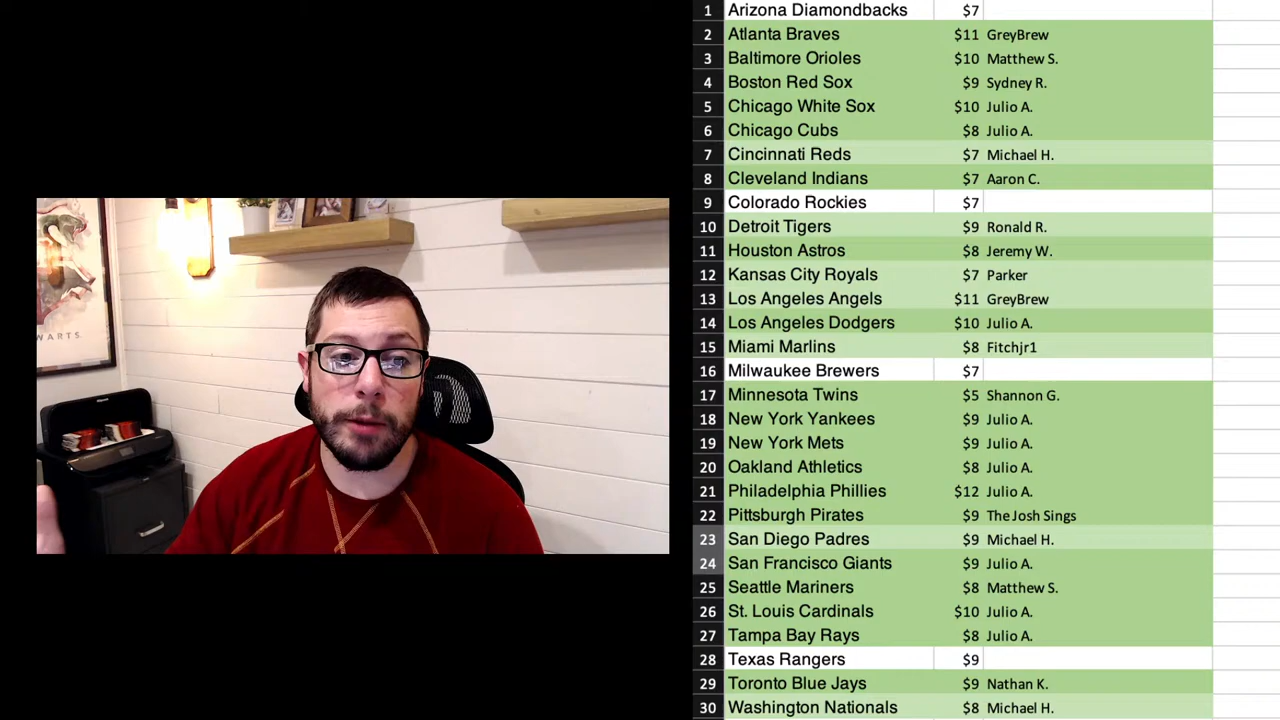 WARTS
1 Arizona Diamondbacks $7
2 Atlanta Braves $11 GreyBrew
3 Baltimore Orioles $10 Matthew S.
4 Boston Red Sox $9 Sydney R.
5 Chicago White Sox $10 Julio A.
6 Chicago Cubs $8 Julio A.
7 Cincinnati Reds $7 Michael H.
8 Cleveland Indians $7 Aaron C.
9 Colorado Rockies $7
10 Detroit Tigers $9 Ronald R.
11 Houston Astros $8 Jeremy W.
12 Kansas City Royals $7 Parker
13 Los Angeles Angels $11 GreyBrew
14 Los Angeles Dodgers $10 Julio A.
15 Miami Marlins $8 Fitchjr1
16 Milwaukee Brewers $7
17 Minnesota Twins $5 Shannon G.
18 New York Yankees $9 Julio A.
19 New York Mets $9 Julio A.
20 Oakland Athletics $8 Julio A.
21 Philadelphia Phillies $12 Julio A.
22 Pittsburgh Pirates $9 The Josh Sings
23 San Diego Padres $9 Michael H.
24 San Francisco Giants $9 Julio A.
25 Seattle Mariners $8 Matthew S.
26 St. Louis Cardinals $10 Julio A.
27 Tampa Bay Rays $8 Julio A.
28 Texas Rangers $9
29 Toronto Blue Jays $9 Nathan K.
30 Washington Nationals $8 Michael H.